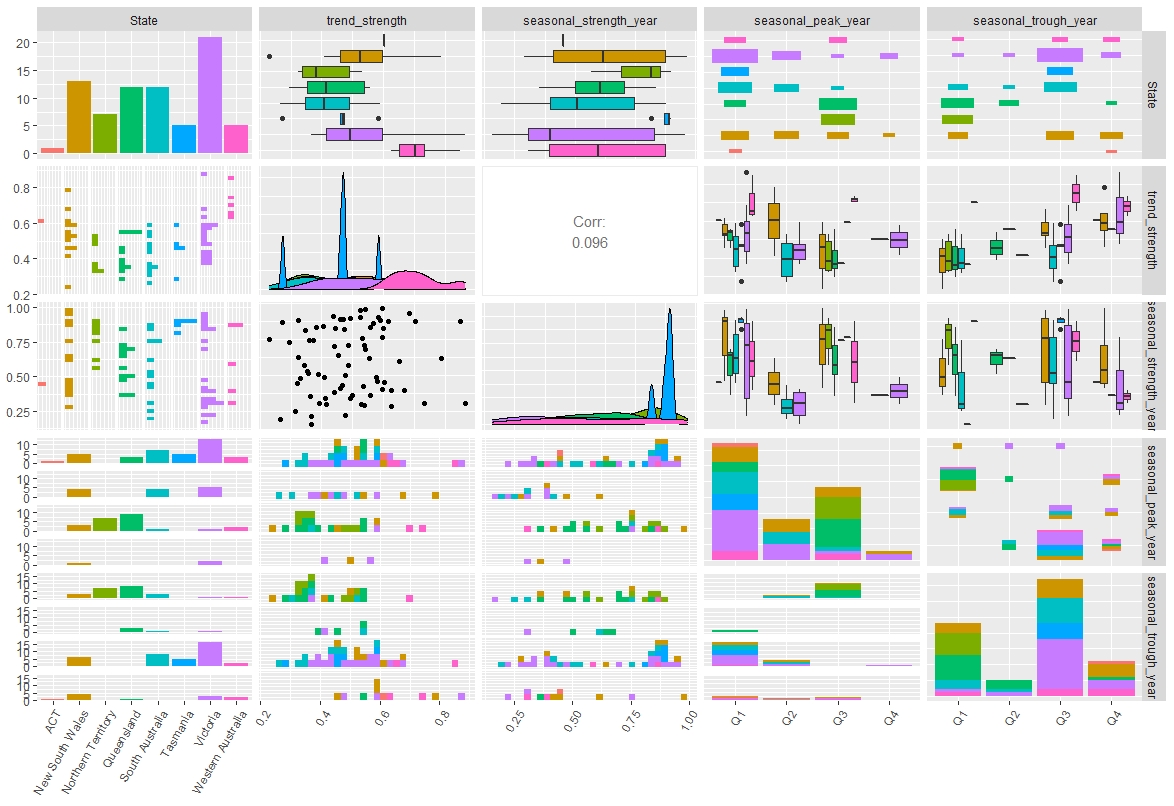 State trend_strength seasonal_strength_year seasonal_peak_year seasonal_trough_year
20
15
10
5
0
State
0.8
0.6
0.4
0.2
Corr:
0.096
trend_strength
1.00
0.75
0.50
0.25
seasonal_strength_year
10
5
0
10
5
0
10
5
0
10
5
0
seasonal_peak_year
15
10
5
0
15
10
5
0
15
10
5
0
15
10
5
0
seasonal_trough_year
ACT
New South Wales
Northern Territory
Queensland
South Australia
Tasmania
Victoria
Western Australia
0.2 0.4 0.6 0.8
0.25 0.50 0.75 1.00
Q1 Q2 Q3 Q4
Q1 Q2 Q3 Q4